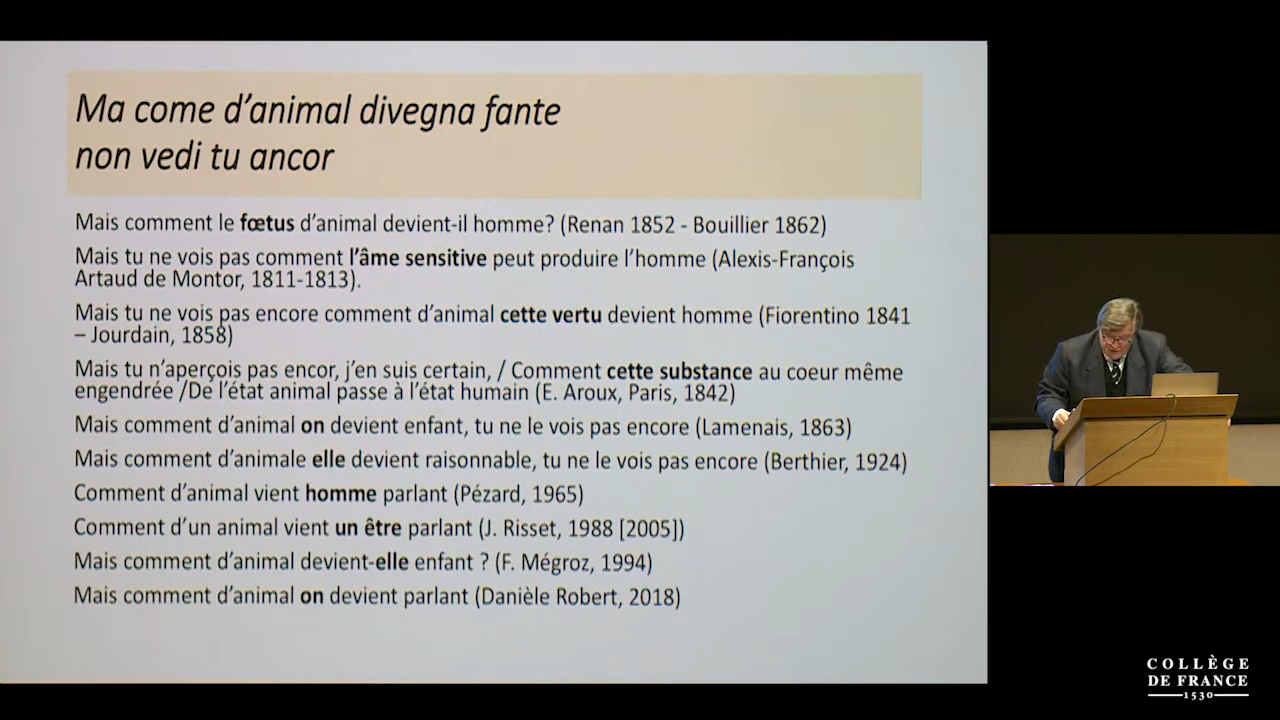 Ma come d’animal divegna fante
non vedi tu ancor
Mais comment le fœtus d’animal devient-il homme? (Renan 1852 - Bouillier 1862)
Mais tu ne vois pas comment l’âme sensitive peut produire l’homme (Alexis-François
Artaud de Montor, 1811-1813).
Mais tu ne vois pas encore comment d’animal cette vertu devient homme (Fiorentino 1841
– Jourdain, 1858)
Mais tu n’aperçois pas encor, j’en suis certain, / Comment cette substance au coeur même
engendrée /De l’état animal passe à l’état humain (E. Aroux, Paris, 1842)
Mais comment d’animal on devient enfant, tu ne le vois pas encore (Lamenais, 1863)
Mais comment d’animale elle devient raisonnable, tu ne le vois pas encore (Berthier, 1924)
Comment d’animal vient homme parlant (Pézard, 1965)
Comment d’un animal vient un être parlant (J. Risset, 1988 [2005])
Mais comment d’animal devient-elle enfant ? (F. Mégroz, 1994)
Mais comment d’animal on devient parlant (Danièle Robert, 2018)
COLLÈGE
DE FRANCE
1530